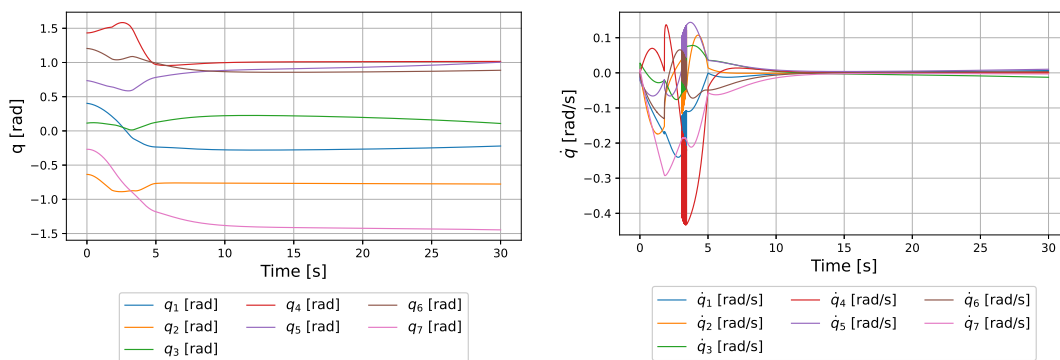 1.5
1.0
0.5
0.0
−0.5
−1.0
−1.5
q [rad]
0 5 10 15 20 25 30
Time [s]
q1 [rad] q4 [rad] q6 [rad]
q2 [rad] q5 [rad] q7 [rad]
q3 [rad]
0.1
0.0
−0.1
−0.2
−0.3
−0.4
q̇ [rad/s]
0 5 10 15 20 25 30
Time [s]
q̇1 [rad/s] q̇4 [rad/s] q̇6 [rad/s]
q̇2 [rad/s] q̇5 [rad/s] q̇7 [rad/s]
q̇3 [rad/s]